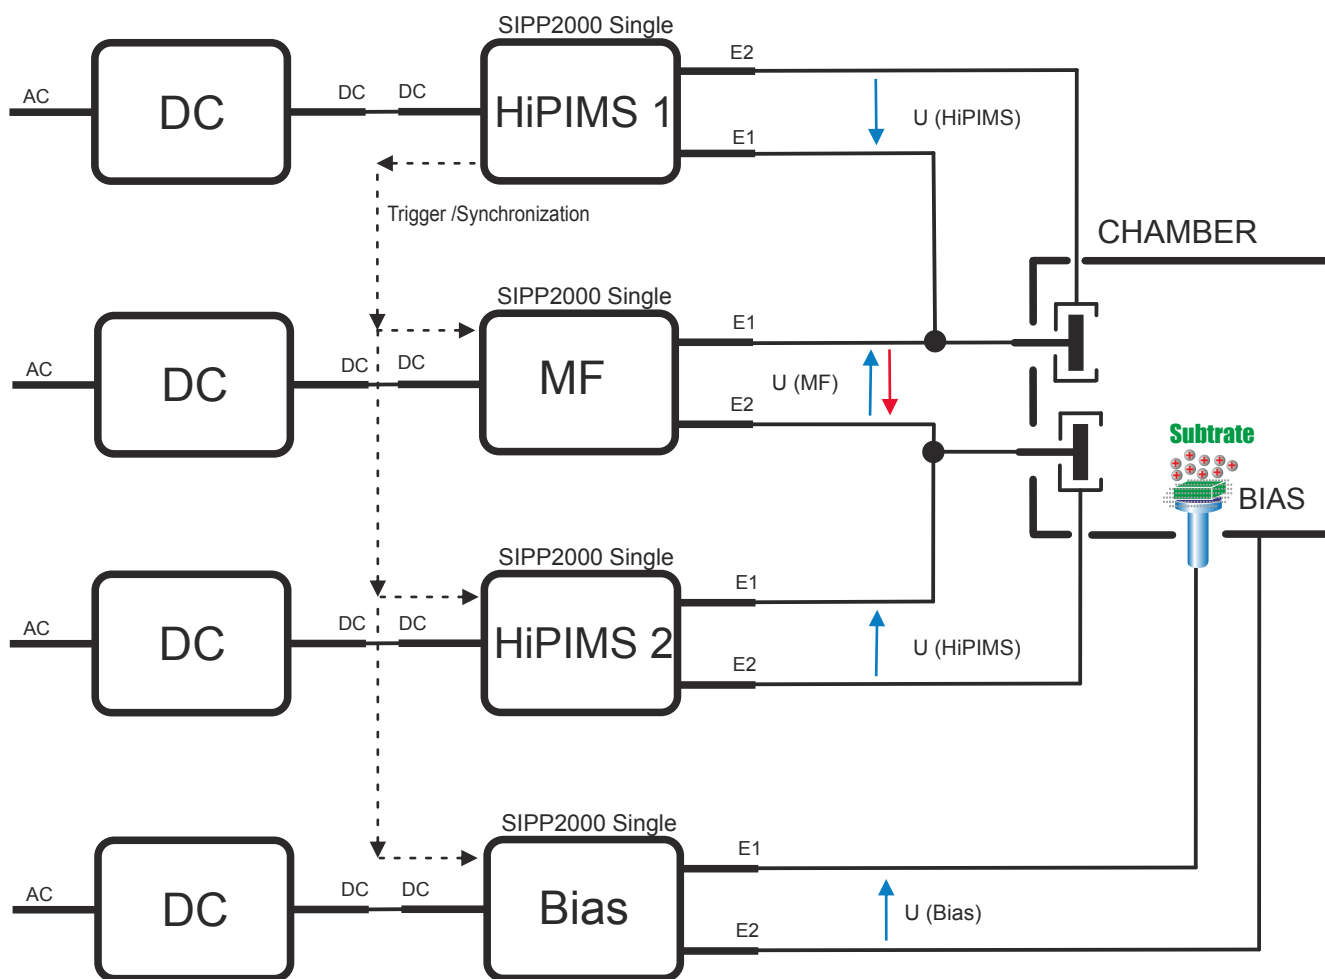 SIPP2000 Single
E2
AC
DC
DC
DC
HiPIMS 1
U (HiPIMS)
E1
Trigger /Synchronization
CHAMBER
SIPP2000 Single
E1
AC
DC
DC
DC
MF
U (MF)
E2
Subtrate
BIAS
SIPP2000 Single
E1
AC
DC
DC
DC
HiPIMS 2
U (HiPIMS)
E2
SIPP2000 Single
E1
AC
DC
DC
DC
Bias
U (Bias)
E2